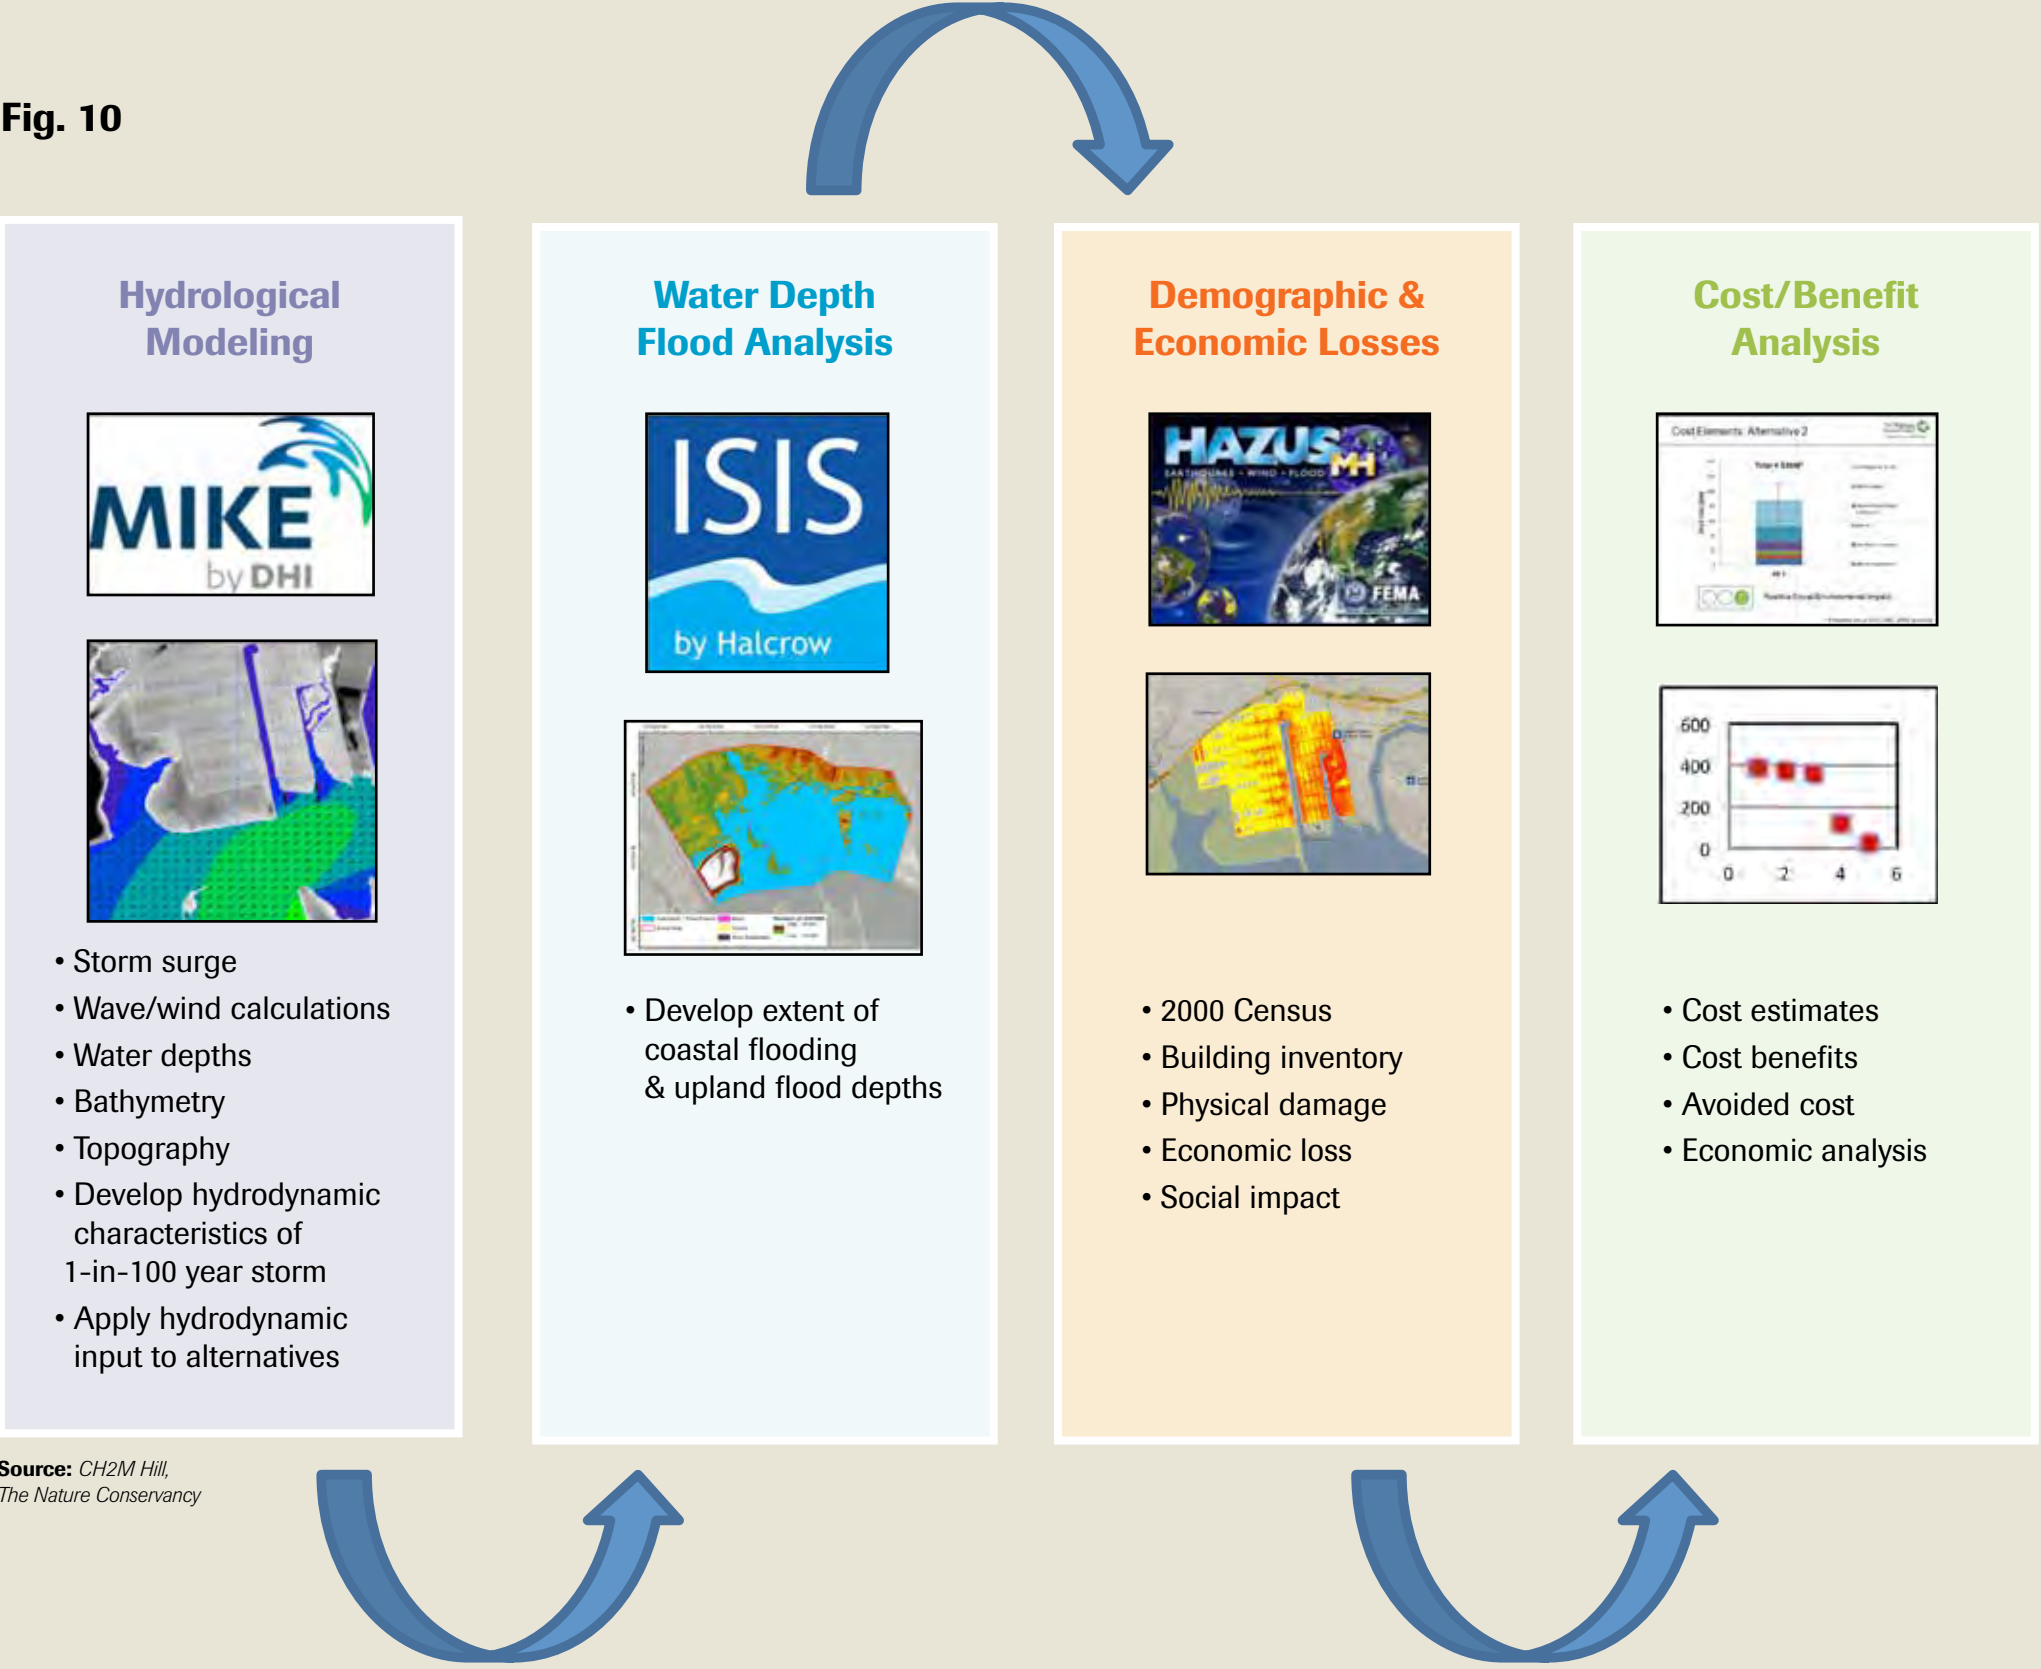 Fig. 10
Hydrological
Modeling
MIKE
by DHI
• Storm surge
• Wave/wind calculations
• Water depths
• Bathymetry
• Topography
• Develop hydrodynamic
characteristics of
1-in-100 year storm
• Apply hydrodynamic
input to alternatives
Water Depth
Flood Analysis
ISIS
by Halcrow
• Develop extent of
coastal flooding
& upland flood depths
Demographic &
Economic Losses
HAZUS
MH
EARTHQUAKE • WIND • FLOOD
FEMA
• 2000 Census
• Building inventory
• Physical damage
• Economic loss
• Social impact
Cost/Benefit
Analysis
Cost Elements: Alternative 2
600
400
200
0
0 2 4 6
• Cost estimates
• Cost benefits
• Avoided cost
• Economic analysis
Source: CH2M Hill,
The Nature Conservancy